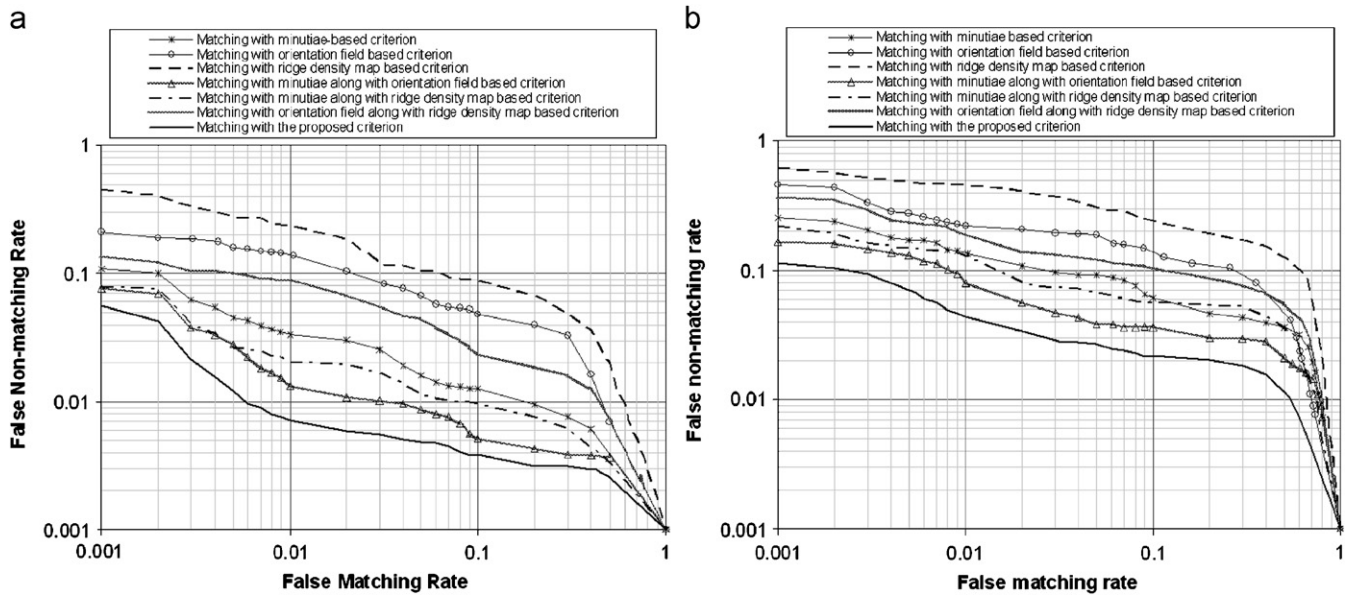 a
Matching with minutiae-based criterion
Matching with orientation field based criterion
Matching with ridge density map based criterion
Matching with minutiae along with orientation field based criterion
Matching with minutiae along with ridge density map based criterion
Matching with orientation field along with ridge density map based criterion
Matching with the proposed criterion
1
0.1
0.01
0.001
False Non-matching Rate
0.001 0.01 0.1 1
False Matching Rate
b
Matching with minutiae based criterion
Matching with orientation field based criterion
Matching with ridge density map based criterion
Matching with minutiae along with orientation field based criterion
Matching with minutiae along with ridge density map based criterion
Matching with orientation field along with ridge density map based criterion
Matching with the proposed criterion
1
0.1
0.01
0.001
False non-matching rate
0.001 0.01 0.1 1
False matching rate